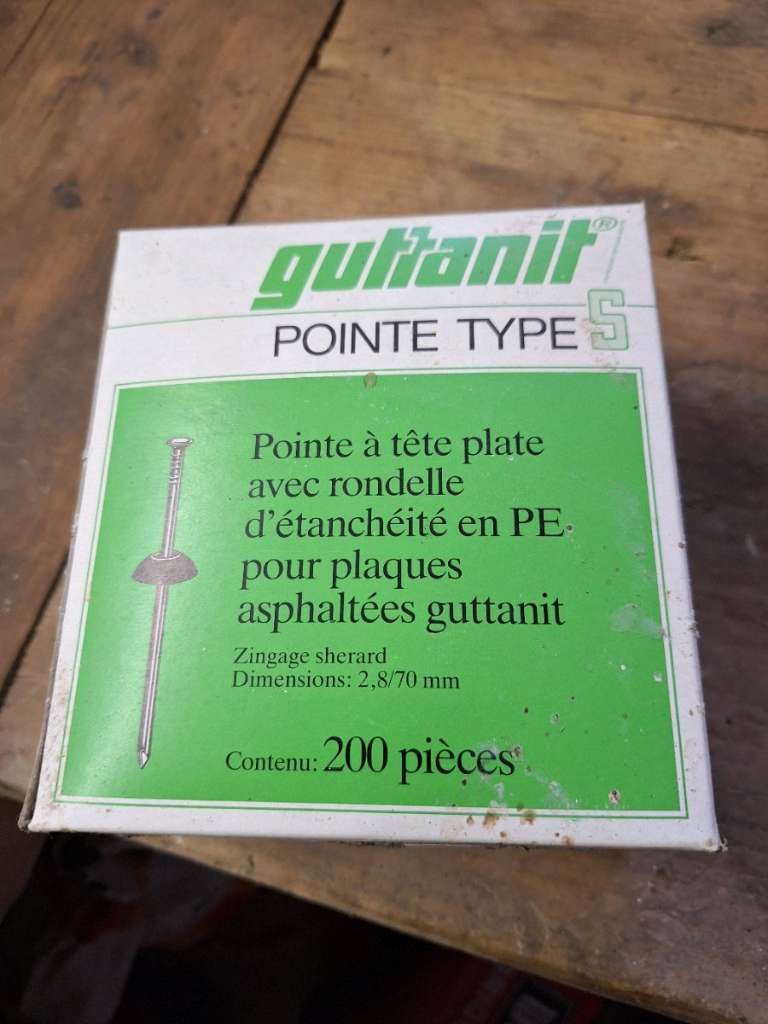 guttanit®
POINTE TYPE S
Pointe à tête plate
avec rondelle
d'étanchéité en PE
pour plaques
asphaltées guttanit
Zingage sherard
Dimensions: 2,8/70 mm
Contenu: 200 pièces